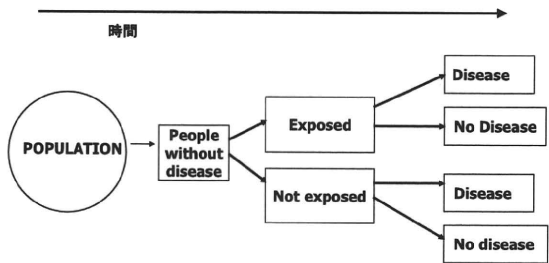 時間
POPULATION
People
without
disease
Exposed
Not exposed
Disease
No Disease
Disease
No disease